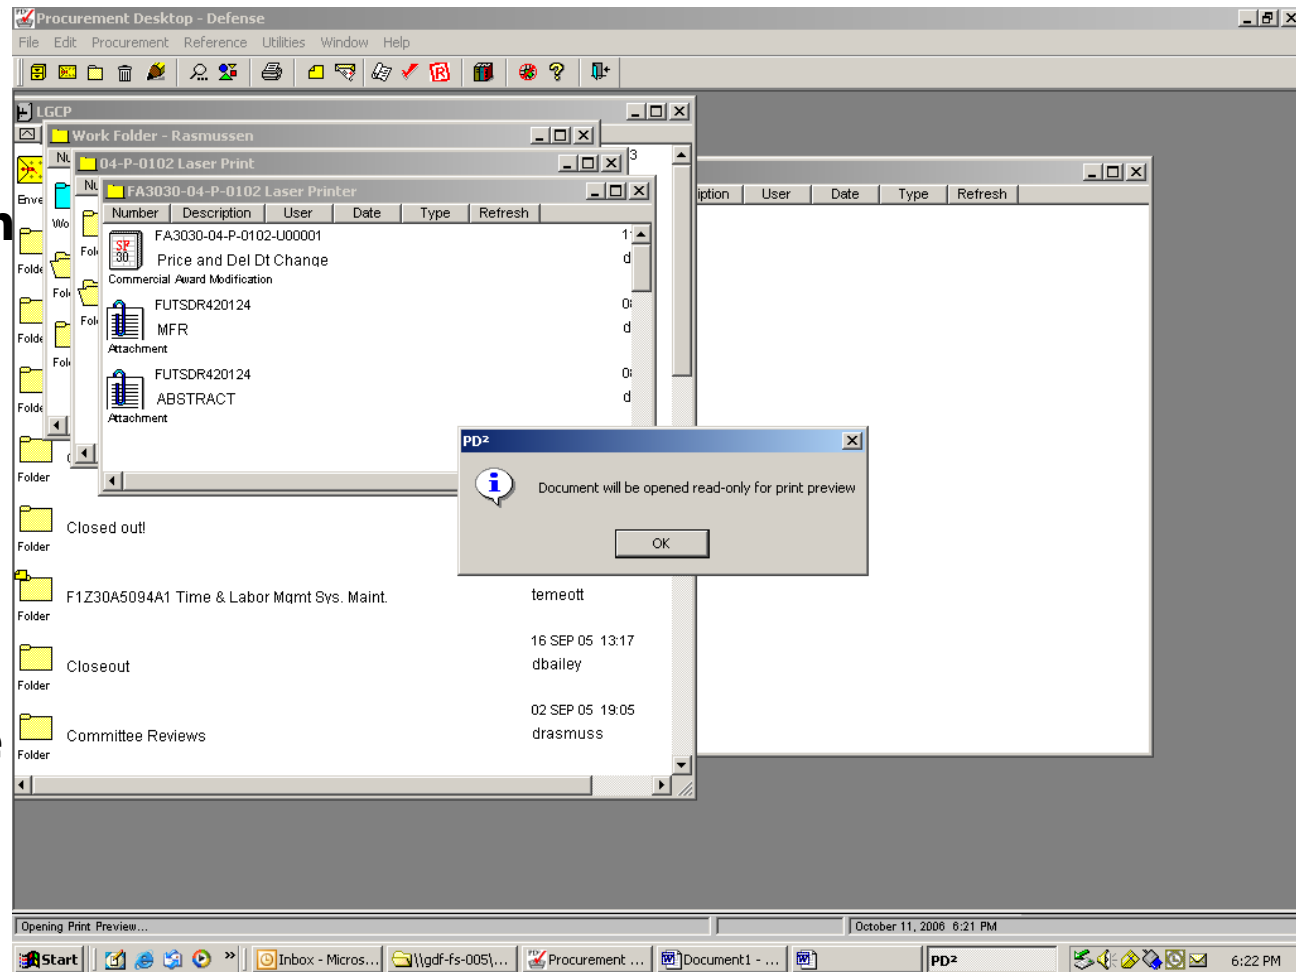 Procurement Desktop - Defense
File Edit Procurement Reference Utilities Window Help
LGCP
Work Folder - Rasmussen
04-P-0102 Laser Print
FA3030-04-P-0102 Laser Printer
Number Description User Date Type Refresh
FA3030-04-P-0102-U00001
Price and Del Dt Change
Commercial Award Modification
FUTSDR420124
MFR
Attachment
FUTSDR420124
ABSTRACT
Attachment
User Date Type Refresh
PD²
Document will be opened read-only for print preview
OK
Folder
Closed out!
Folder
F1Z30A5094A1 Time & Labor Mgmt Sys. Maint.
temeott
Folder
16 SEP 05 13:17
Closeout
dbailey
Folder
02 SEP 05 19:05
Committee Reviews
drasmuss
Folder
Opening Print Preview...
October 11, 2006 6:21 PM
Start
Inbox - Micros...
\\gdf-fs-005\...
Procurement ...
Document1 - ...
PD²
6:22 PM